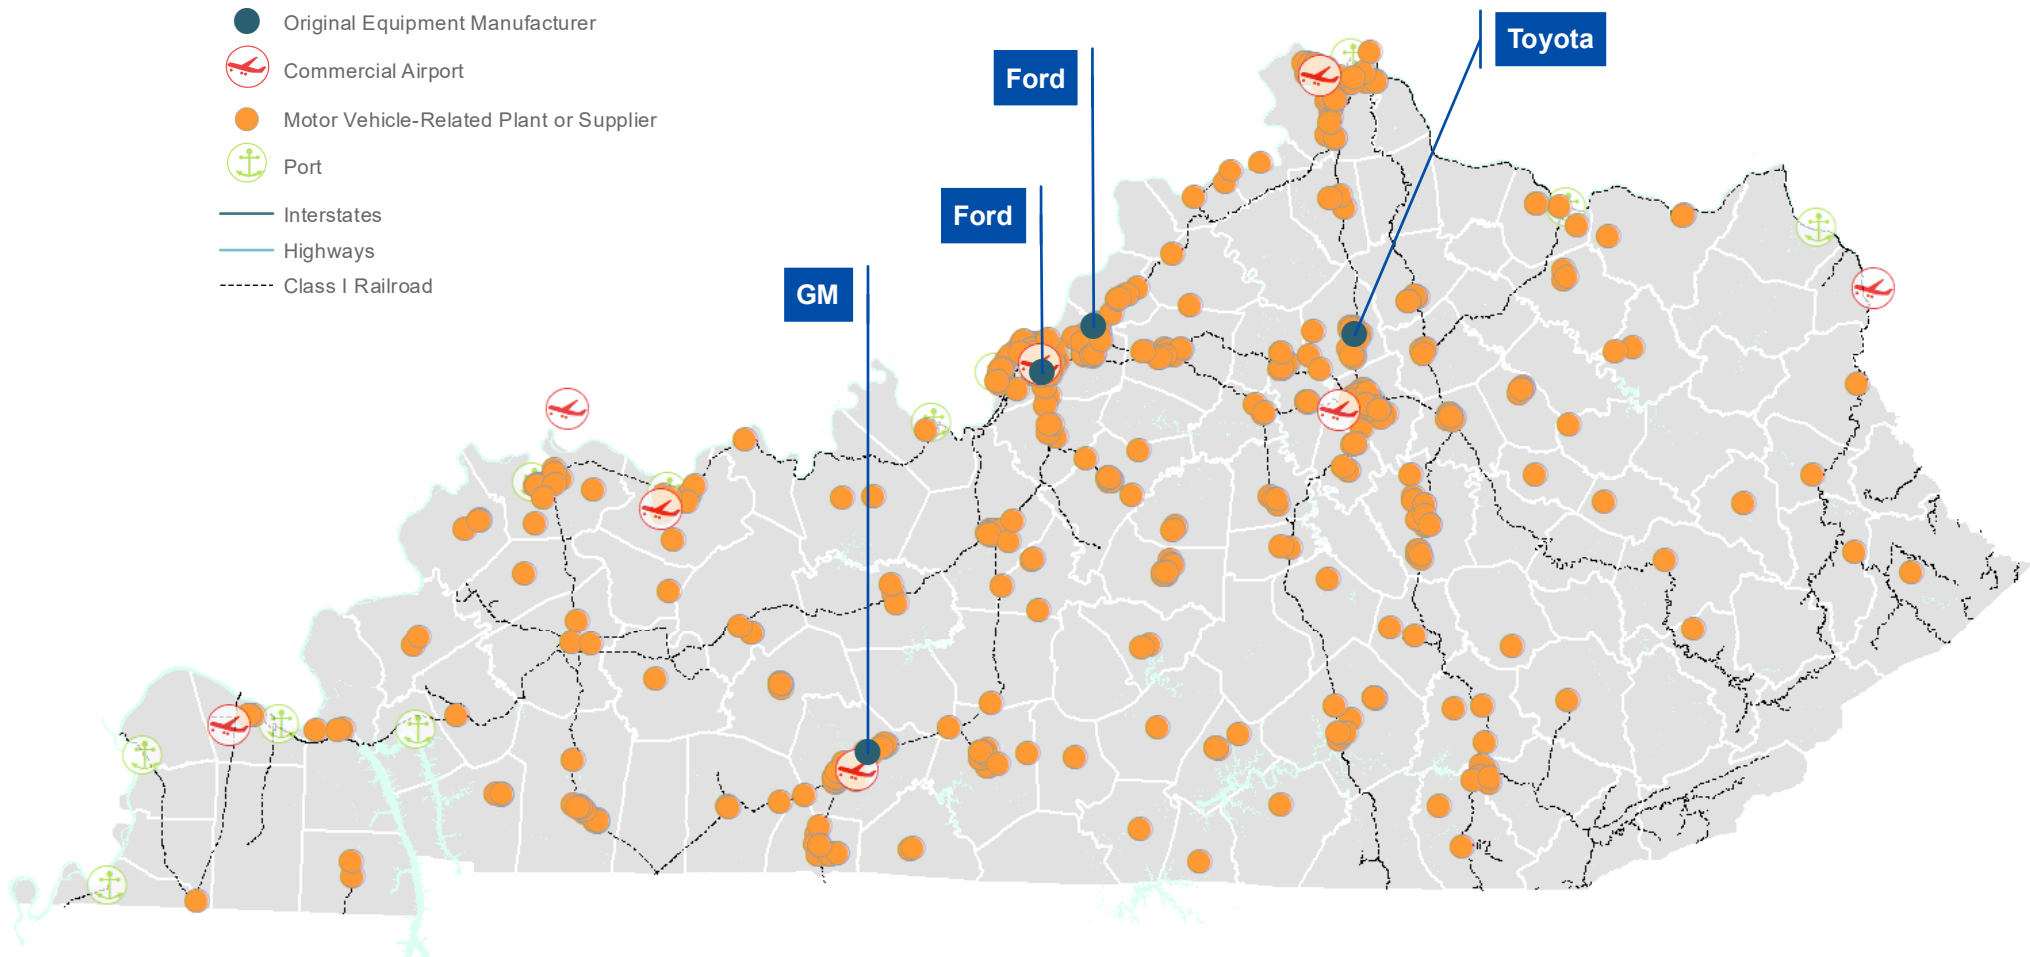 Original Equipment Manufacturer
Commercial Airport
Motor Vehicle-Related Plant or Supplier
Port
Interstates
Highways
Class I Railroad
Toyota
Ford
Ford
GM